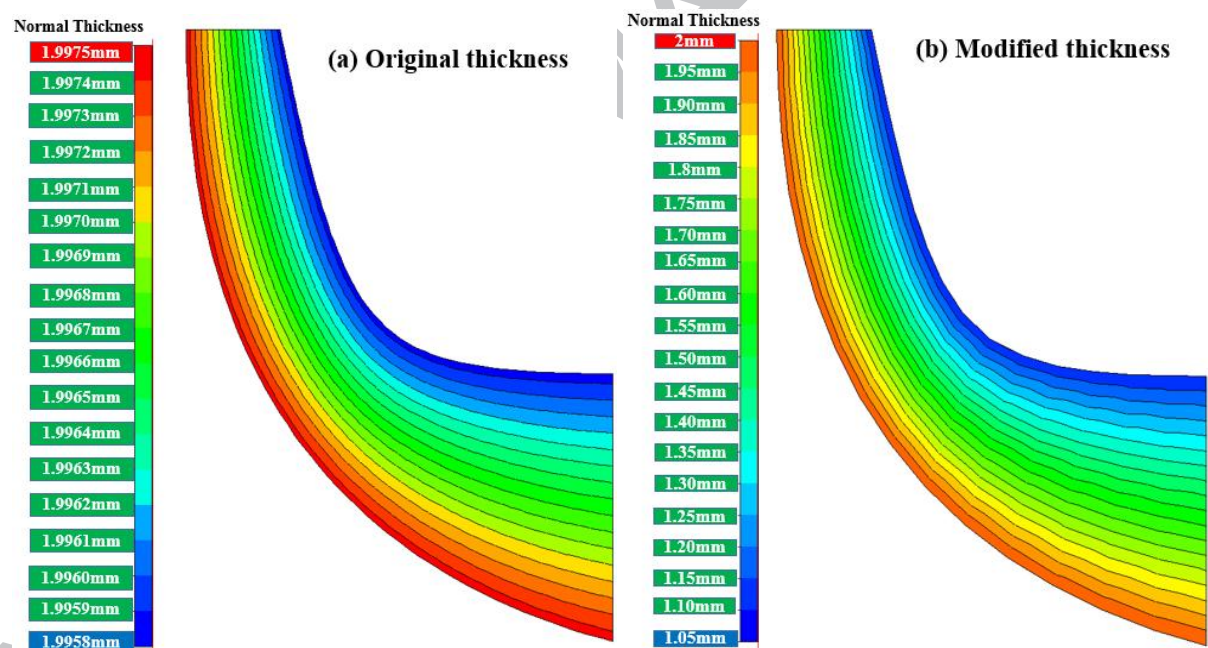 Normal Thickness
1.9975mm
1.9974mm
1.9973mm
1.9972mm
1.9971mm
1.9970mm
1.9969mm
1.9968mm
1.9967mm
1.9966mm
1.9965mm
1.9964mm
1.9963mm
1.9962mm
1.9961mm
1.9960mm
1.9959mm
1.9958mm
(a) Original thickness
Normal Thickness
2mm
1.95mm
1.90mm
1.85mm
1.8mm
1.75mm
1.70mm
1.65mm
1.60mm
1.55mm
1.50mm
1.45mm
1.40mm
1.35mm
1.30mm
1.25mm
1.20mm
1.15mm
1.10mm
1.05mm
(b) Modified thickness